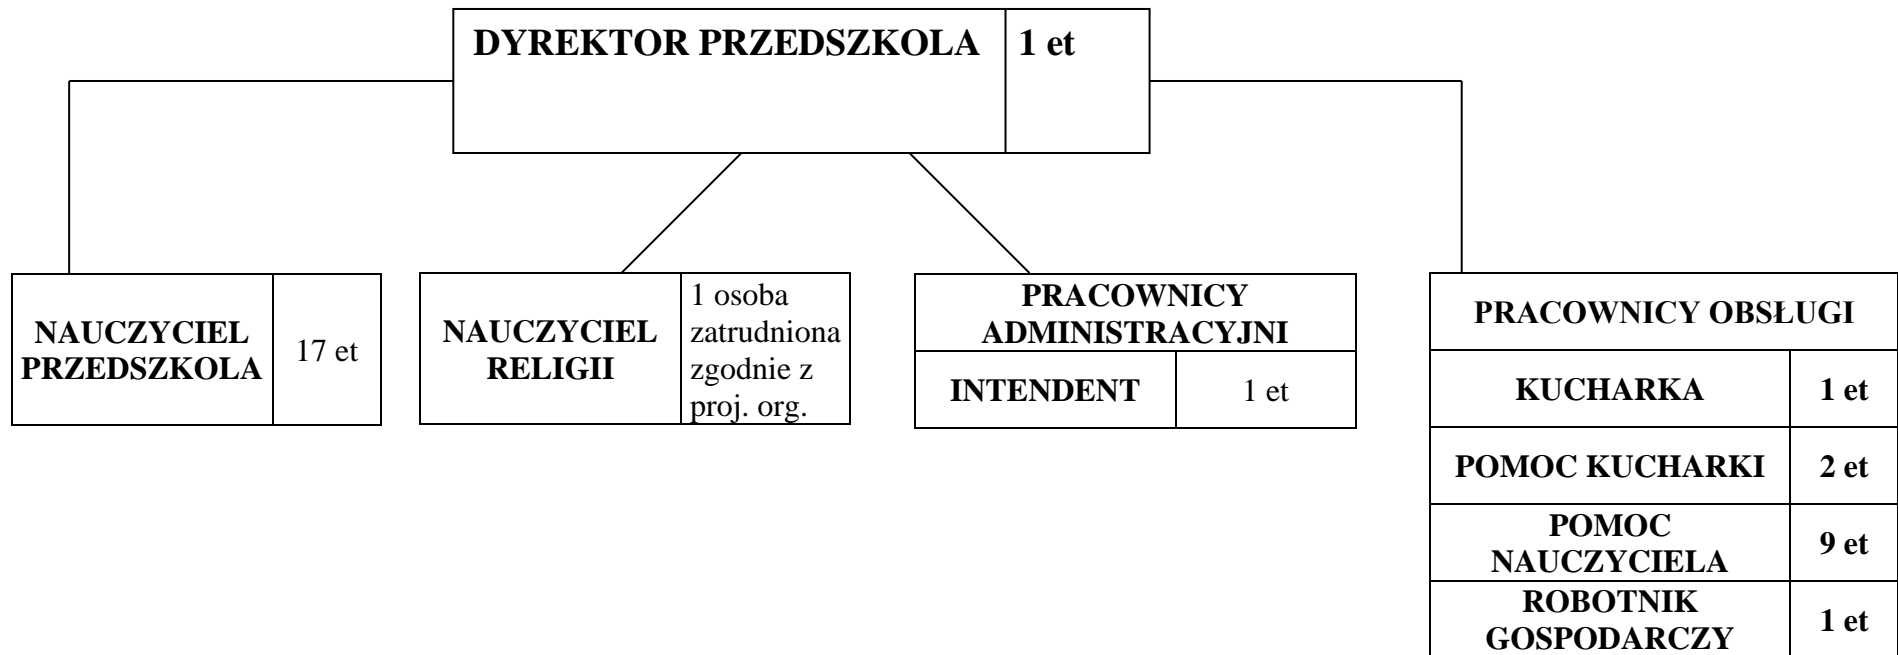 DYREKTOR PRZEDSZKOLA 1 et
NAUCZYCIEL
PRZEDSZKOLA
17 et
NAUCZYCIEL
RELIGII
1 osoba
zatrudniona
zgodnie z
proj. org.
PRACOWNICY
ADMINISTRACYJNI
INTENDENT 1 et
PRACOWNICY OBSŁUGI
KUCHARKA 1 et
POMOC KUCHARKI 2 et
POMOC
NAUCZYCIELA
9 et
ROBOTNIK
GOSPODARCZY
1 et